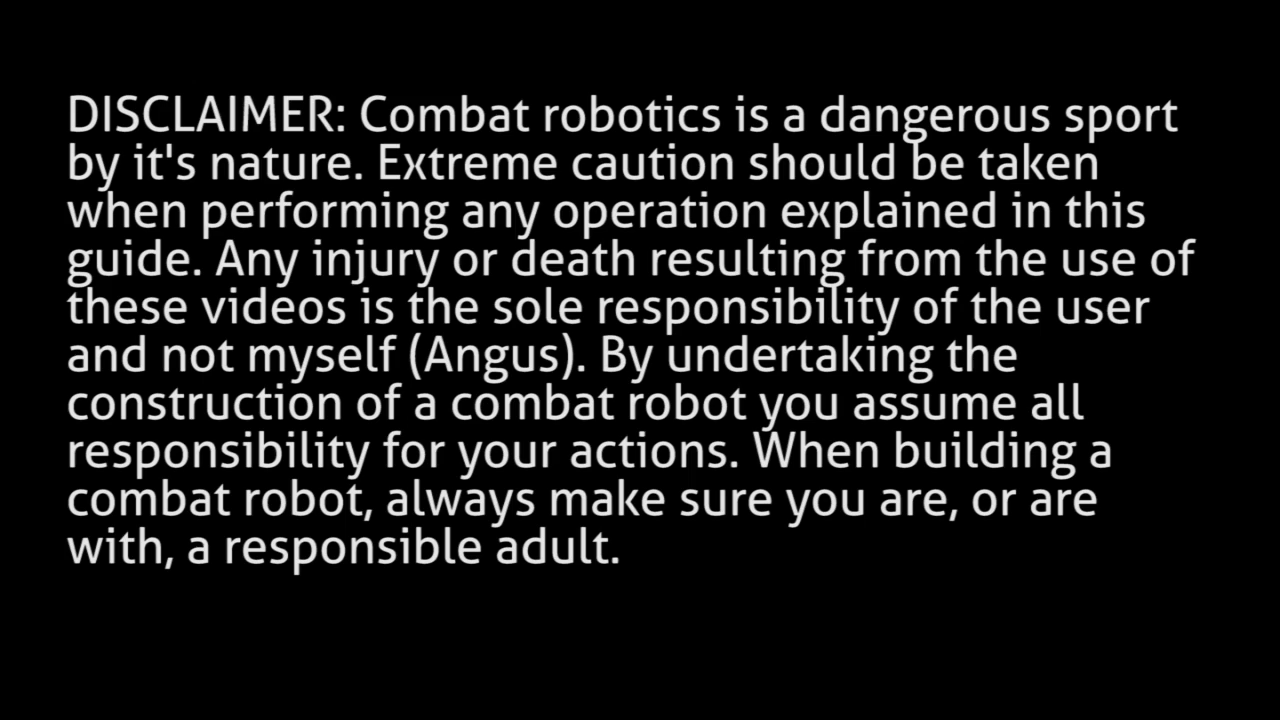 DISCLAIMER: Combat robotics is a dangerous sport
by it's nature. Extreme caution should be taken
when performing any operation explained in this
guide. Any injury or death resulting from the use of
these videos is the sole responsibility of the user
and not myself (Angus). By undertaking the
construction of a combat robot you assume all
responsibility for your actions. When building a
combat robot, always make sure you are, or are
with, a responsible adult.